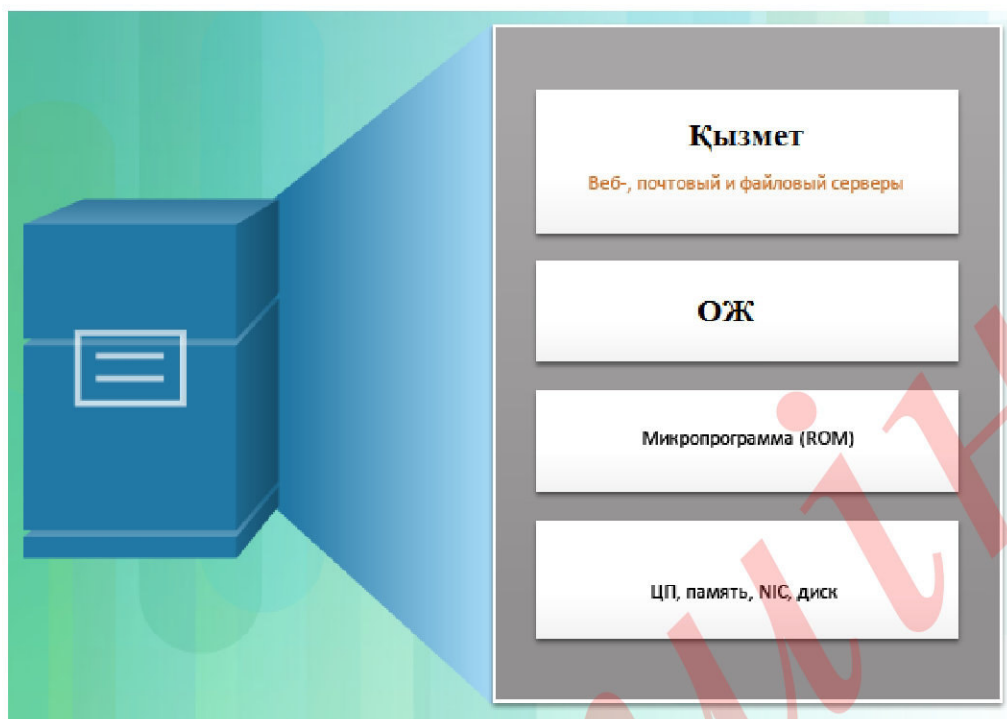 Қызмет
Веб-, почтовый и файловый серверы
ОЖ
Микропрограмма (ROM)
ЦП, память, NIC, диск